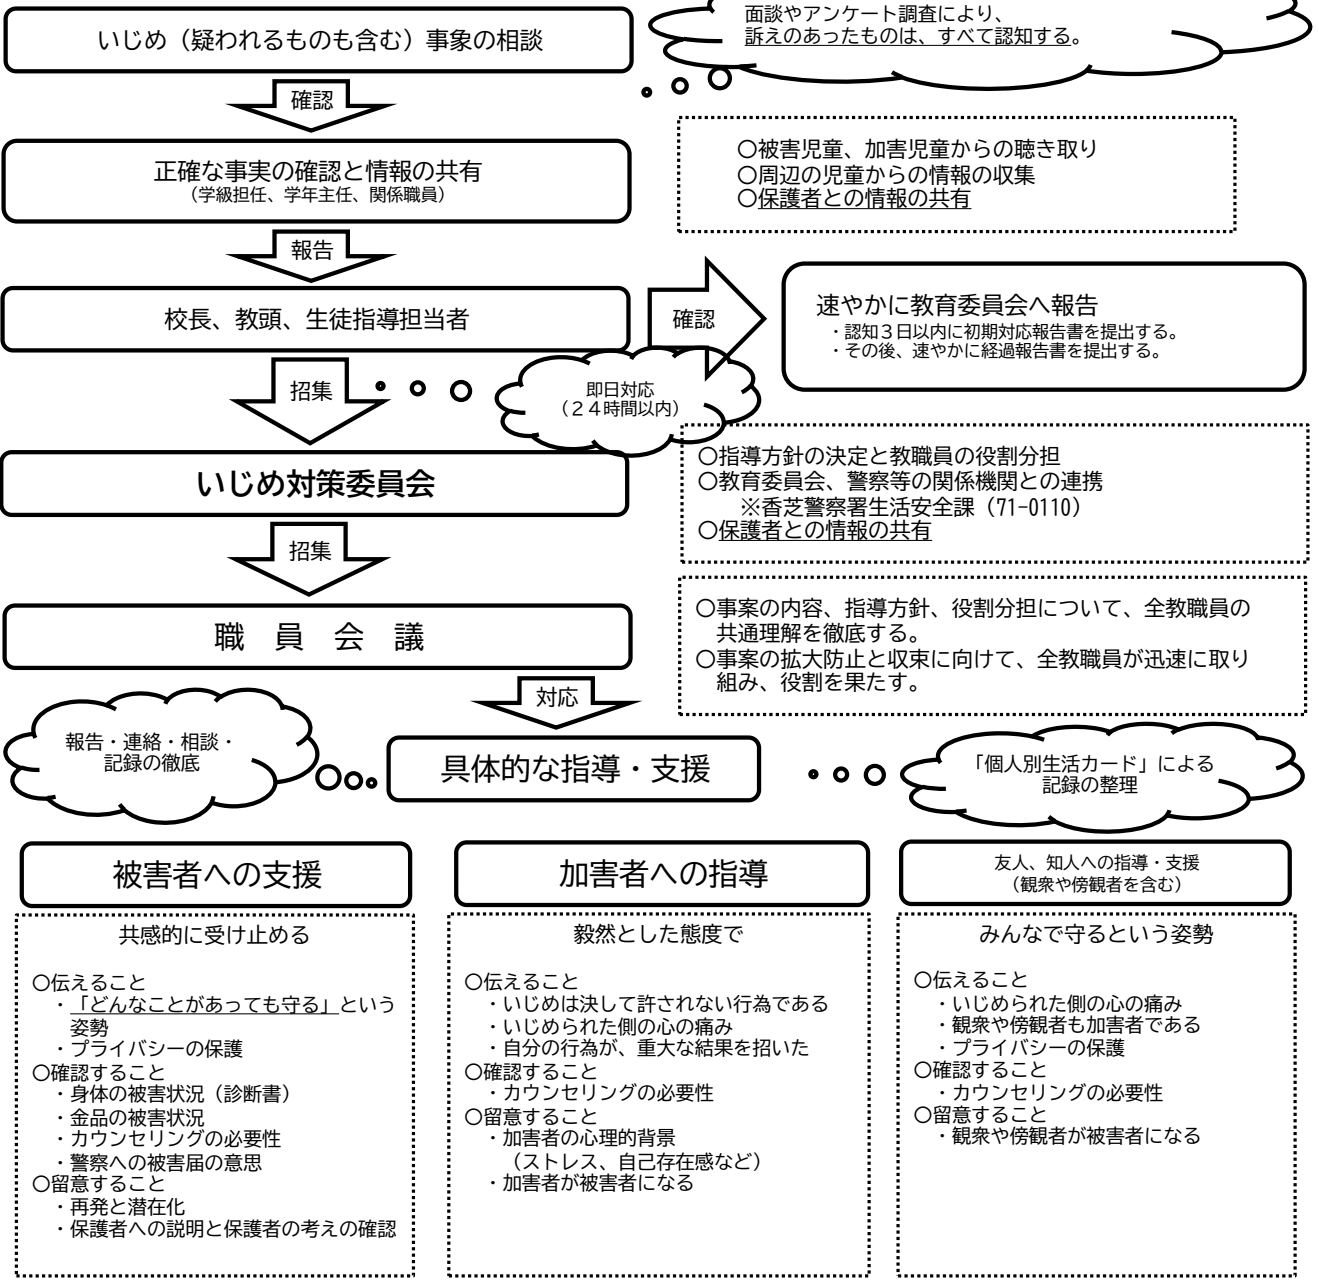 いじめ（疑われるものも含む）事象の相談
面談やアンケート調査により、
訴えのあったものは、すべて認知する。
確認
正確な事実の確認と情報の共有
（学級担任、学年主任、関係職員）
〇被害児童、加害児童からの聴き取り
〇周辺の児童からの情報の収集
〇保護者との情報の共有
報告
校長、教頭、生徒指導担当者
確認
速やかに教育委員会へ報告
・認知３日以内に初期対応報告書を提出する。
・その後、速やかに経過報告書を提出する。
招集
即日対応
（２４時間以内）
いじめ対策委員会
〇指導方針の決定と教職員の役割分担
〇教育委員会、警察等の関係機関との連携
※香芝警察署生活安全課（71-0110）
〇保護者との情報の共有
招集
職　員　会　議
〇事案の内容、指導方針、役割分担について、全教職員の
共通理解を徹底する。
〇事案の拡大防止と収束に向けて、全教職員が迅速に取り
組み、役割を果たす。
対応
報告・連絡・相談・
記録の徹底
具体的な指導・支援
「個人別生活カード」による
記録の整理
被害者への支援
共感的に受け止める
〇伝えること
・「どんなことがあっても守る」という
姿勢
・プライバシーの保護
〇確認すること
・身体の被害状況（診断書）
・金品の被害状況
・カウンセリングの必要性
・警察への被害届の意思
〇留意すること
・再発と潜在化
・保護者への説明と保護者の考えの確認
加害者への指導
毅然とした態度で
〇伝えること
・いじめは決して許されない行為である
・いじめられた側の心の痛み
・自分の行為が、重大な結果を招いた
〇確認すること
・カウンセリングの必要性
〇留意すること
・加害者の心理的背景
（ストレス、自己存在感など）
・加害者が被害者になる
友人、知人への指導・支援
（観衆や傍観者を含む）
みんなで守るという姿勢
〇伝えること
・いじめられた側の心の痛み
・観衆や傍観者も加害者である
・プライバシーの保護
〇確認すること
・カウンセリングの必要性
〇留意すること
・観衆や傍観者が被害者になる